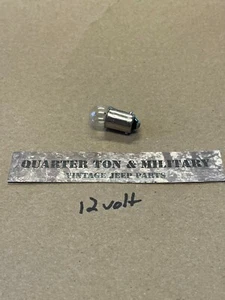 QUARTER TON & MILITARY
VINTAGE JEEP PARTS
12 volt